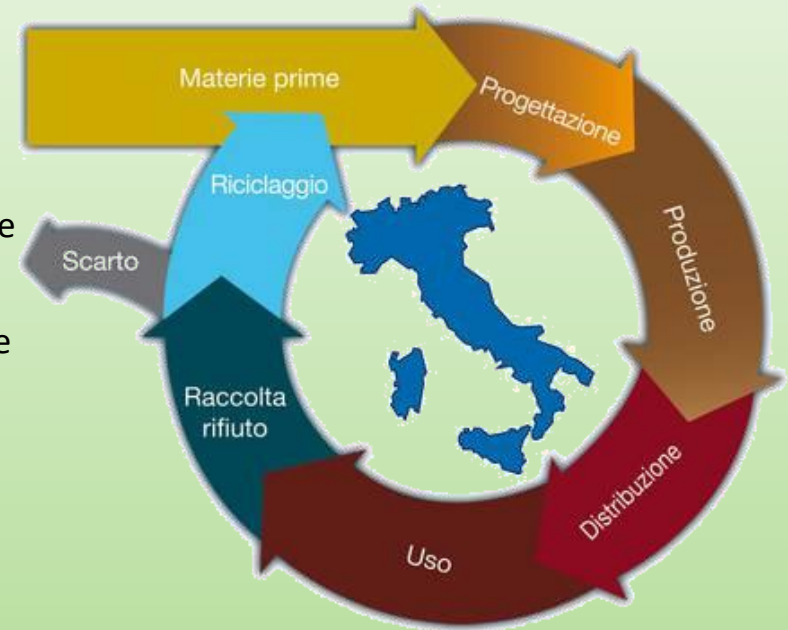 Materie prime
Progettazione
Produzione
Distribuzione
Uso
Raccolta
rifiuto
Riciclaggio
Scarto
e
e